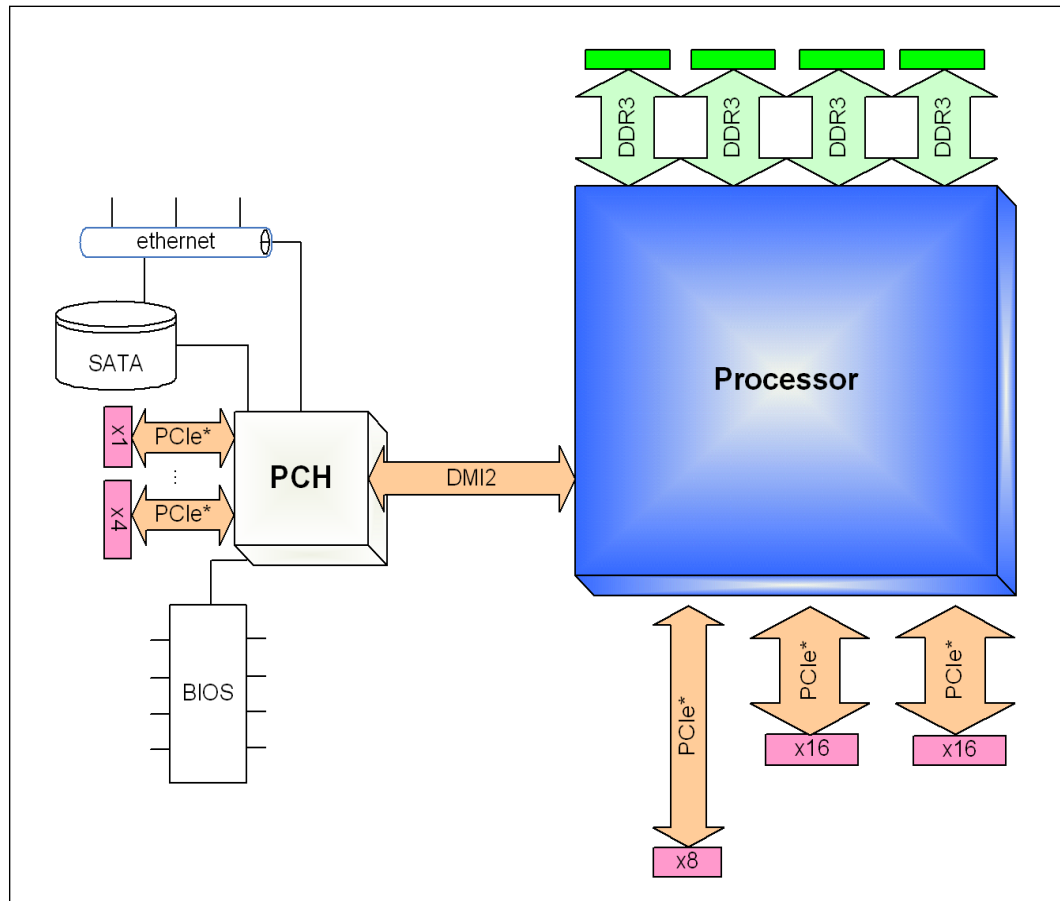 DDR3
DDR3
DDR3
DDR3
ethernet
SATA
Processor
x1
PCIe*
...
PCH
DMI2
x4
PCIe*
BIOS
PCIe*
PCIe*
PCIe*
x16
x16
x8